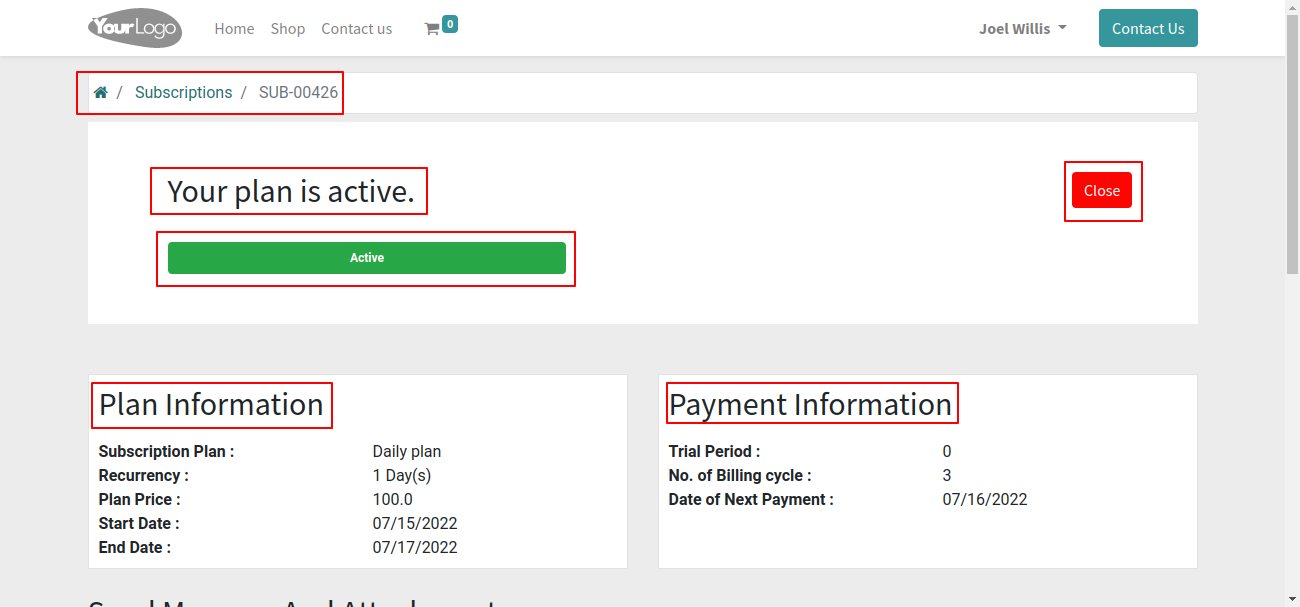 YourLogo Home Shop Contact us 0 Joel Willis Contact Us
/ Subscriptions / SUB-00426
Your plan is active.
Close
Active
Plan Information
Subscription Plan : Daily plan
Recurrency : 1 Day(s)
Plan Price : 100.0
Start Date : 07/15/2022
End Date : 07/17/2022
Payment Information
Trial Period : 0
No. of Billing cycle : 3
Date of Next Payment : 07/16/2022